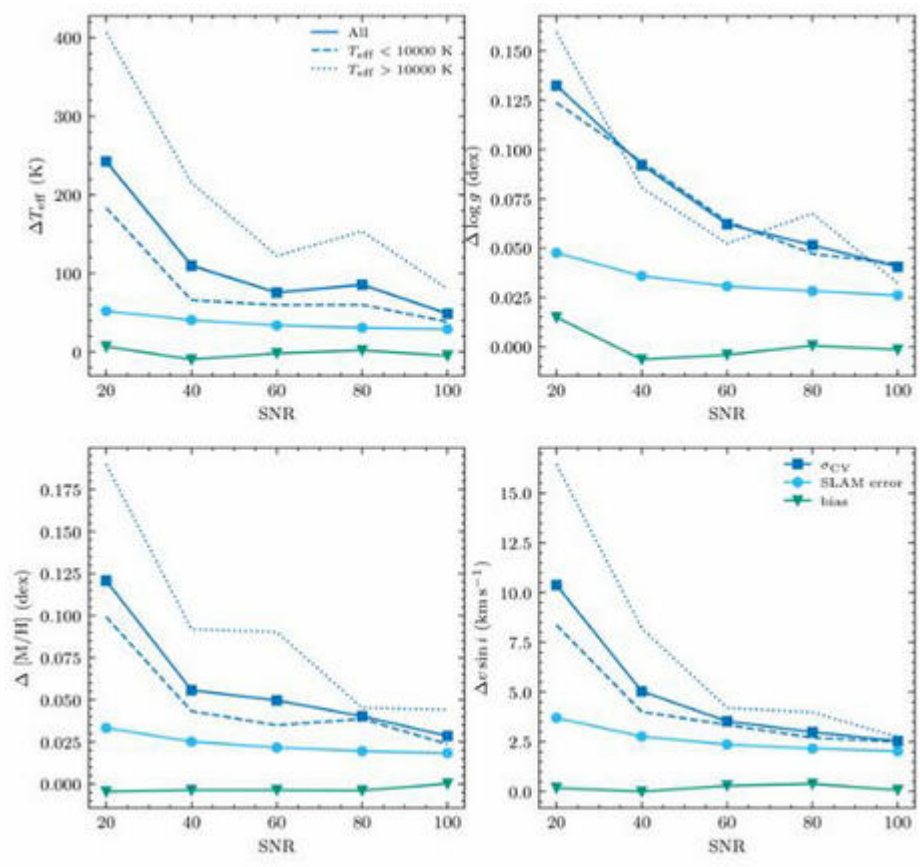 400
300
200
100
0
ΔT_eff (K)
All
T_eff < 10000 K
T_eff > 10000 K
20 40 60 80 100
SNR
0.150
0.125
0.100
0.075
0.050
0.025
0.000
Δ log g (dex)
20 40 60 80 100
SNR
0.175
0.150
0.125
0.100
0.075
0.050
0.025
0.000
Δ [M/H] (dex)
20 40 60 80 100
SNR
15.0
12.5
10.0
7.5
5.0
2.5
0.0
Δv sin i (km s⁻¹)
σ_CV
SLAM error
bias
20 40 60 80 100
SNR